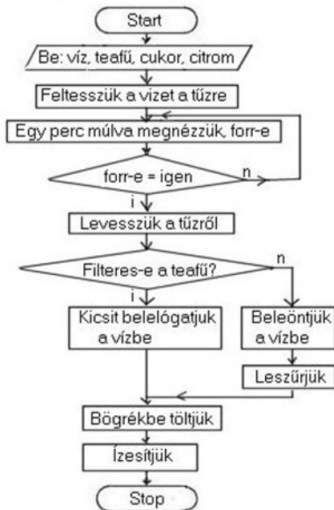 Start
Be: víz, teafű, cukor, citrom
Feltesszük a vizet a tűzre
Egy perc múlva megnézzük, forr-e
forr-e = igen
n
i
Levesszük a tűzről
Filteres-e a teafű?
n
i
Kicsit belelógatjuk
a vízbe
Beleöntjük
a vízbe
Leszűrjük
Bögrékbe töltjük
Ízesítjük
Stop